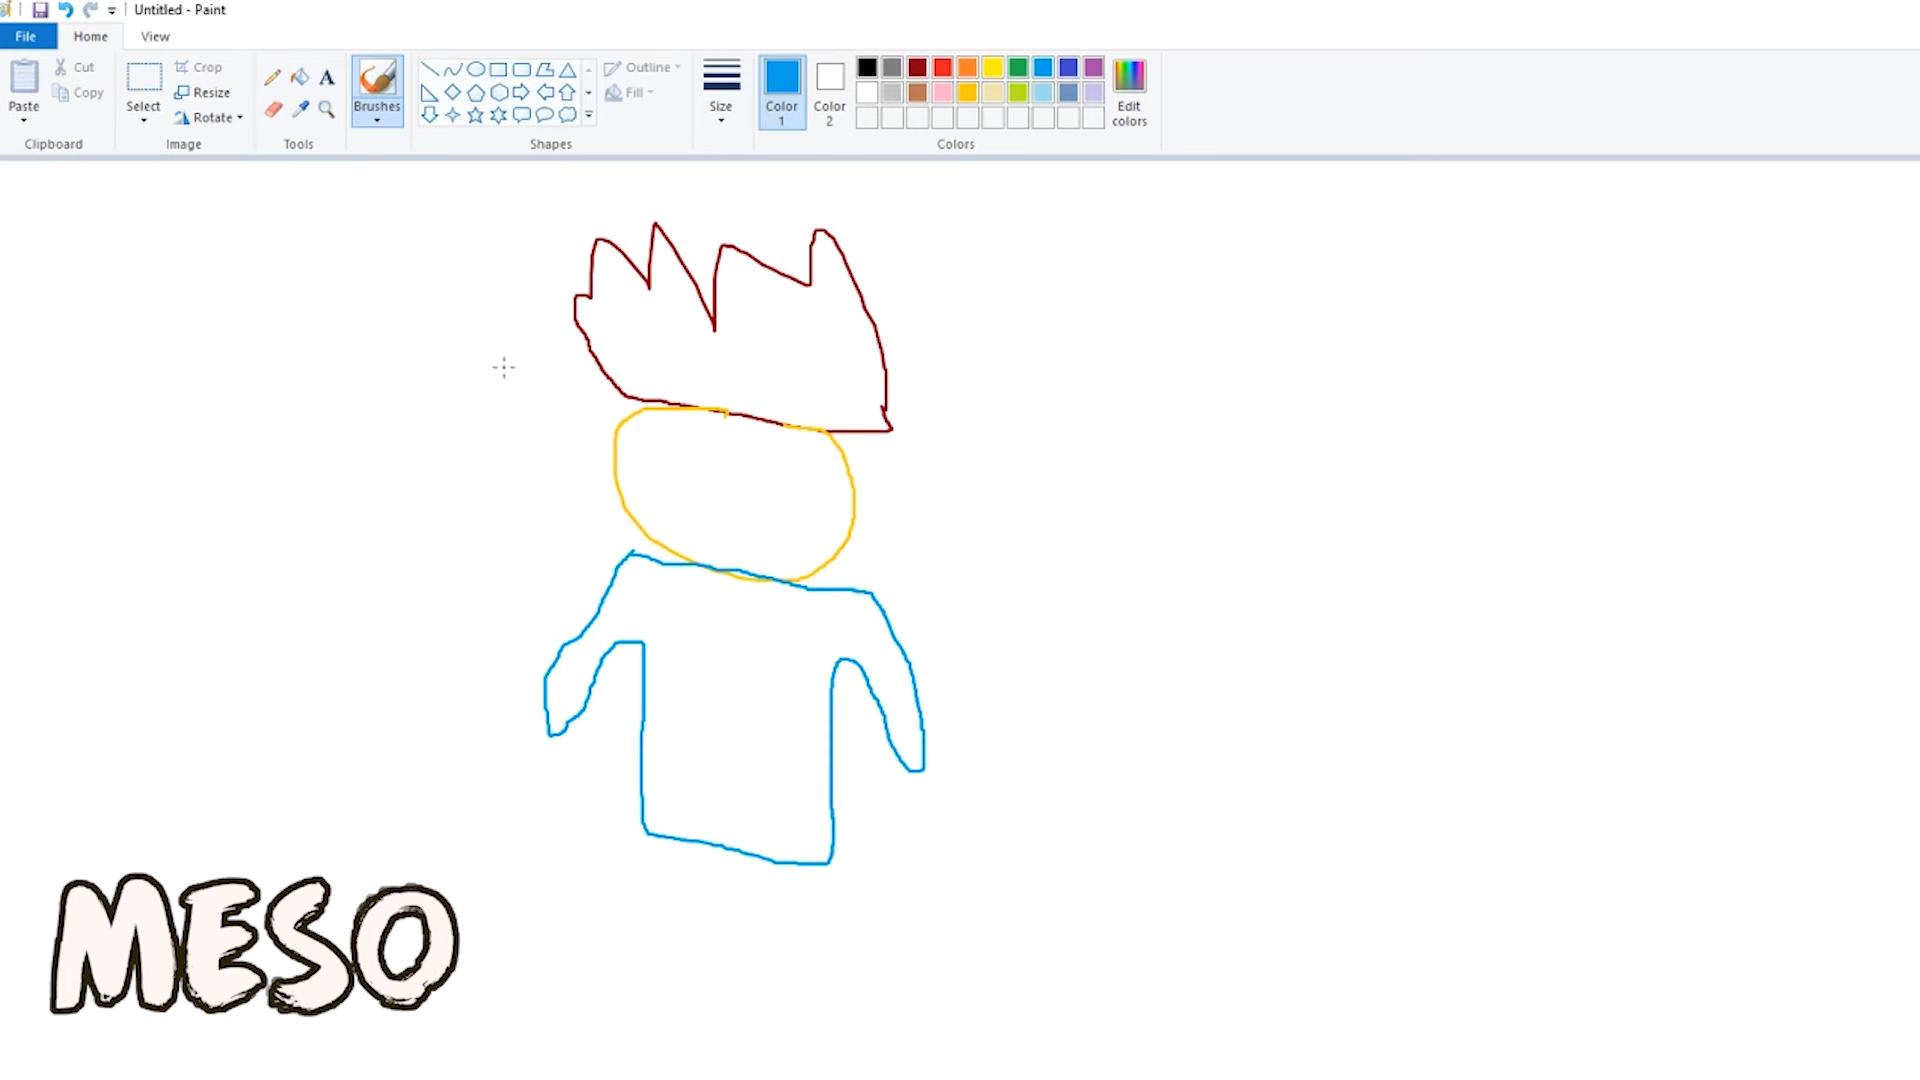 Untitled - Paint
File Home View
Paste
Cut
Copy
Clipboard
Select
Crop
Resize
Rotate
Image
A
Tools
Brushes
Outline
Fill
Shapes
Size
Color 1
Color 2
Edit colors
Colors
MESO